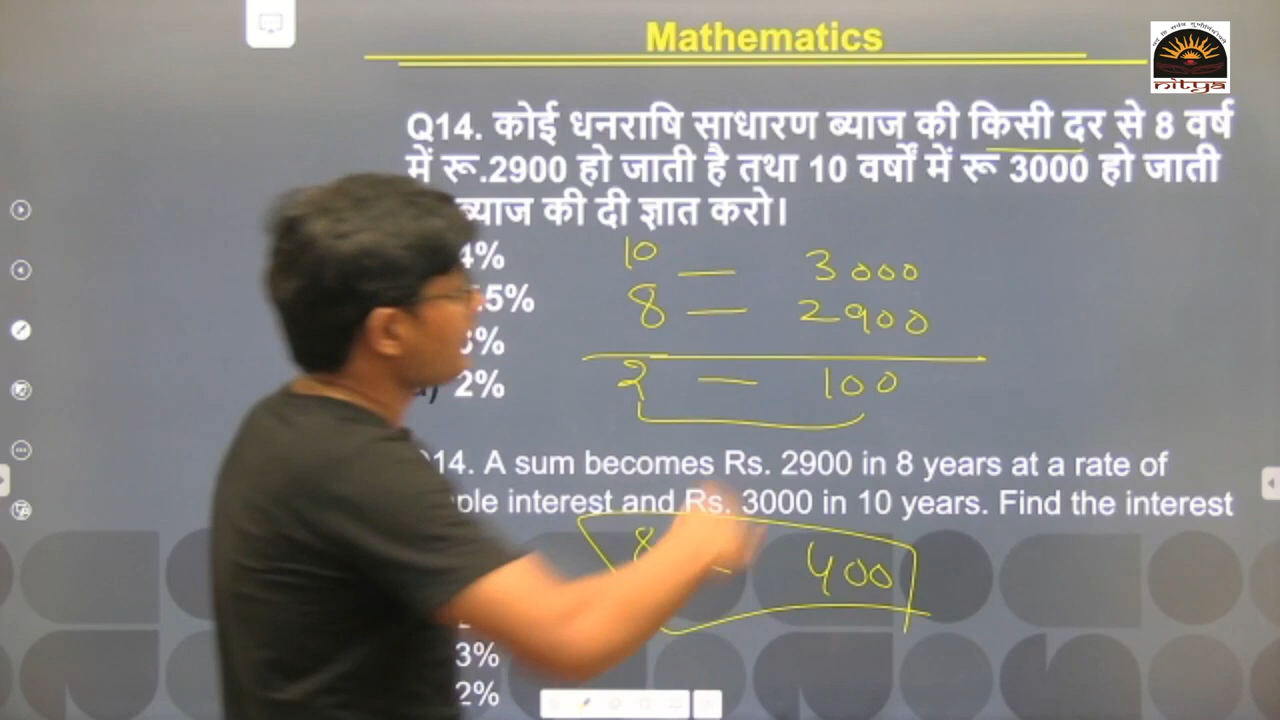 Mathematics
nitya
Q14. कोई धनराषि साधारण ब्याज की किसी दर से 8 वर्ष
में रू.2900 हो जाती है तथा 10 वर्षों में रू 3000 हो जाती
ब्याज की दी ज्ञात करो।
4%
10 — 3000
.5%
8 — 2900
%
2%
2 — 100
14. A sum becomes Rs. 2900 in 8 years at a rate of
ple interest and Rs. 3000 in 10 years. Find the interest
8 — 400
3%
2%